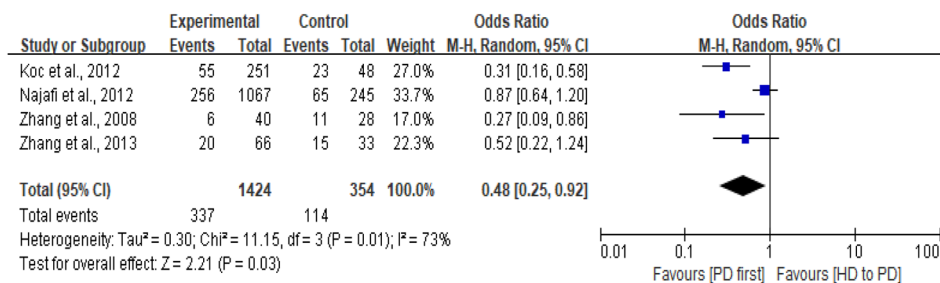 Experimental Control Odds Ratio Odds Ratio
Study or Subgroup Events Total Events Total Weight M-H, Random, 95% CI M-H, Random, 95% CI
Koc et al., 2012 55 251 23 48 27.0% 0.31 [0.16, 0.58]
Najafi et al., 2012 256 1067 65 245 33.7% 0.87 [0.64, 1.20]
Zhang et al., 2008 6 40 11 28 17.0% 0.27 [0.09, 0.86]
Zhang et al., 2013 20 66 15 33 22.3% 0.52 [0.22, 1.24]
Total (95% CI) 1424 354 100.0% 0.48 [0.25, 0.92]
Total events 337 114
Heterogeneity: Tau² = 0.30; Chi² = 11.15, df = 3 (P = 0.01); I² = 73%
Test for overall effect: Z = 2.21 (P = 0.03)
0.01 0.1 1 10 100
Favours [PD first] Favours [HD to PD]